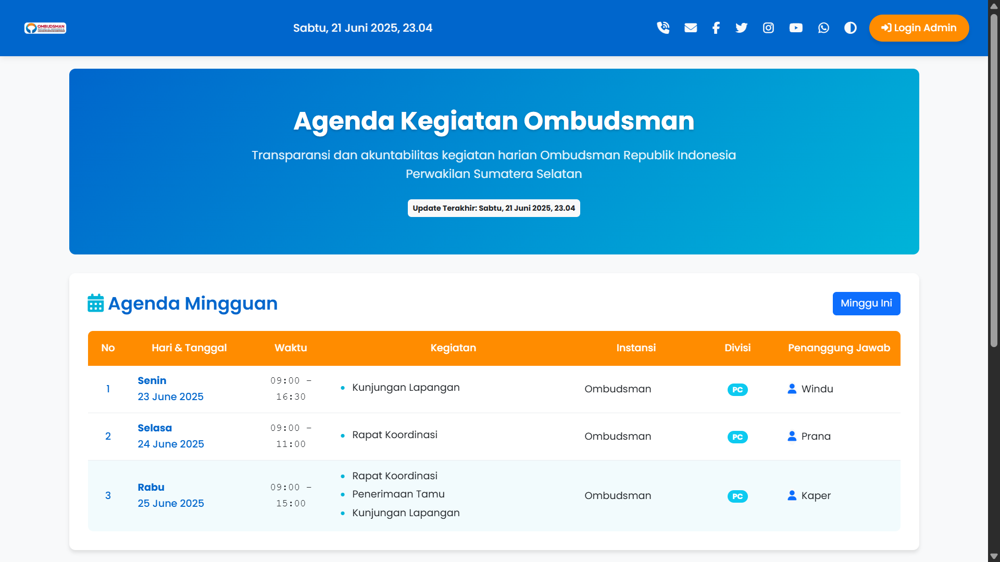 OMBUDSMAN
REPUBLIK INDONESIA
Sabtu, 21 Juni 2025, 23.04
Login Admin
Agenda Kegiatan Ombudsman
Transparansi dan akuntabilitas kegiatan harian Ombudsman Republik Indonesia
Perwakilan Sumatera Selatan
Update Terakhir: Sabtu, 21 Juni 2025, 23.04
Agenda Mingguan
Minggu Ini
No Hari & Tanggal Waktu Kegiatan Instansi Divisi Penanggung Jawab
1 Senin 23 June 2025 09:00 – 16:30 Kunjungan Lapangan Ombudsman PC Windu
2 Selasa 24 June 2025 09:00 – 11:00 Rapat Koordinasi Ombudsman PC Prana
3 Rabu 25 June 2025 09:00 – 15:00 Rapat Koordinasi
Penerimaan Tamu
Kunjungan Lapangan
Ombudsman PC Kaper